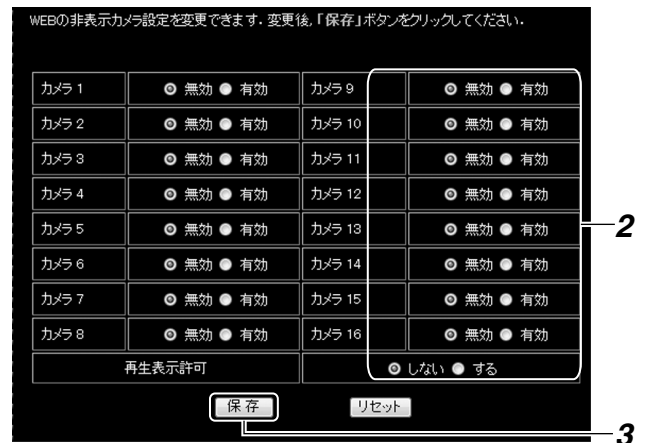 WEBの非表示カメラ設定を変更できます. 変更後,「保存」ボタンをクリックしてください.
カメラ 1 無効 有効 カメラ 9 無効 有効
カメラ 2 無効 有効 カメラ 10 無効 有効
カメラ 3 無効 有効 カメラ 11 無効 有効
カメラ 4 無効 有効 カメラ 12 無効 有効
カメラ 5 無効 有効 カメラ 13 無効 有効
2
カメラ 6 無効 有効 カメラ 14 無効 有効
カメラ 7 無効 有効 カメラ 15 無効 有効
カメラ 8 無効 有効 カメラ 16 無効 有効
再生表示許可 しない する
保存 リセット
3